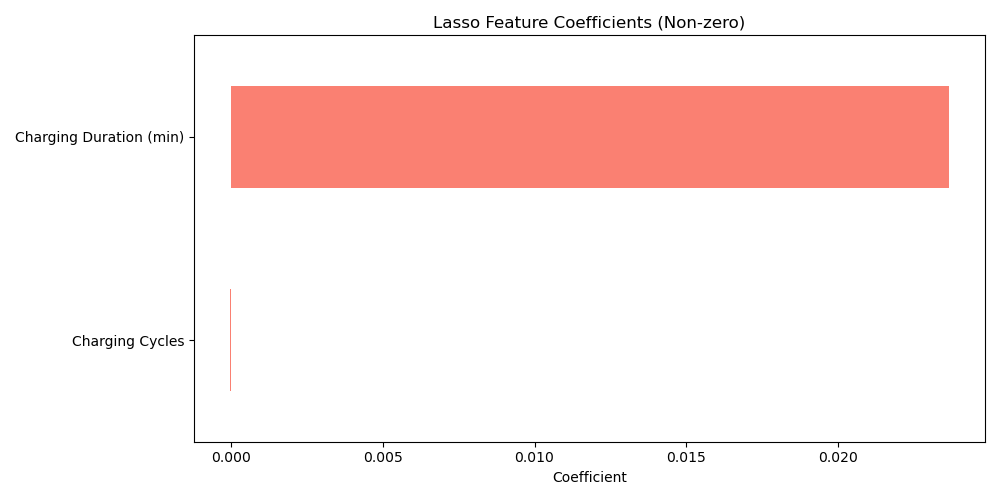 Lasso Feature Coefficients (Non-zero)
Charging Duration (min)
Charging Cycles
0.000 0.005 0.010 0.015 0.020
Coefficient